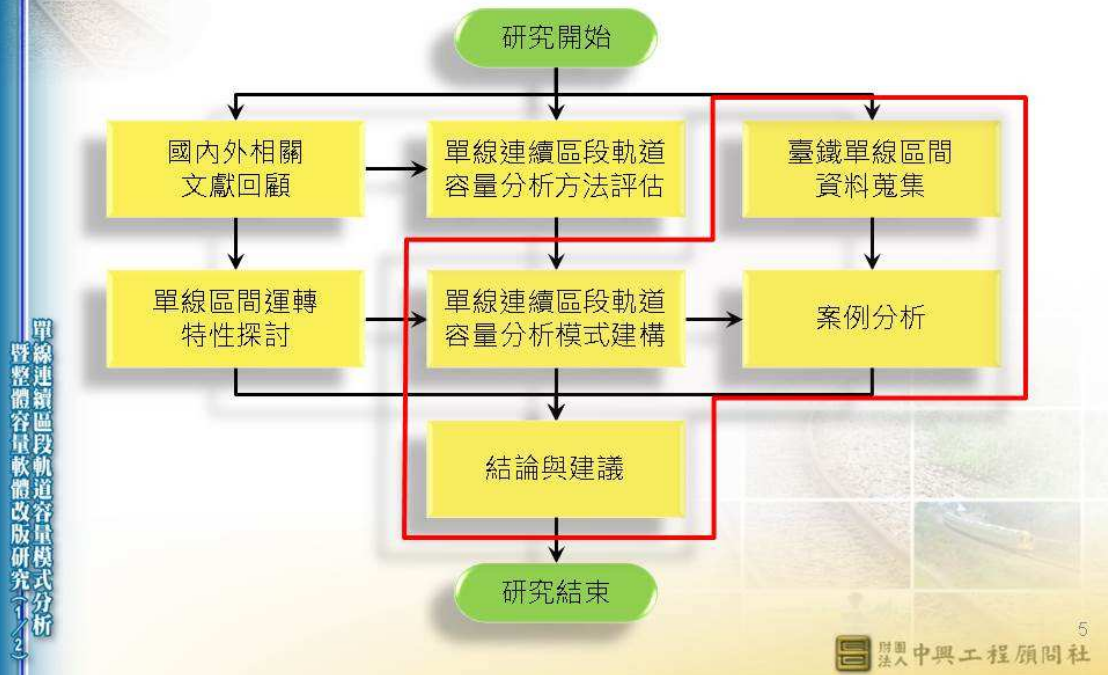 研究開始
國內外相關
文獻回顧
單線連續區段軌道
容量分析方法評估
臺鐵單線區間
資料蒐集
單線區間運轉
特性探討
單線連續區段軌道
容量分析模式建構
案例分析
結論與建議
研究結束
單線連續區段軌道容量模式分析
暨整體容量軟體改版研究(1/2)
5
財團
法人
中興工程顧問社